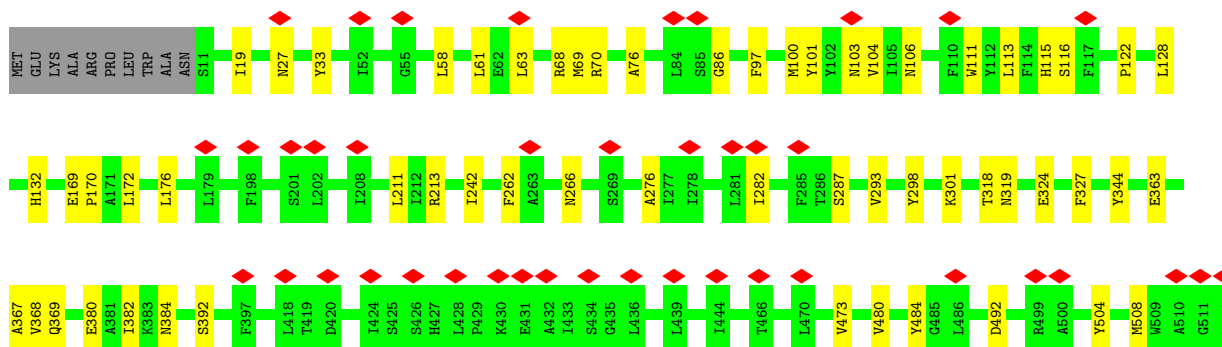 MET GLU LYS ALA ARG PRO LEU TRP ALA ASN S11 I19 N27 Y33 I52 G55 L58 L61 E62 L63 R68 M69 R70 A76 L84 S85 G86 F97 M100 Y101 Y102 N103 V104 I105 N106 F110 W111 Y112 L113 F114 H115 S116 F117 P122 L128
H132 E169 P170 A171 L172 L176 L179 F198 S201 L202 I208 L211 I212 R213 I242 F262 A263 N266 S269 A276 I277 I278 L281 I282 F285 T286 S287 V293 Y298 K301 T318 N319 E324 F327 Y344 E363
A367 V368 Q369 E380 A381 I382 K383 N384 S392 F397 L418 T419 D420 I424 S425 S426 H427 L428 P429 K430 E431 A432 I433 S434 G435 L436 L439 I444 T466 L470 V473 V480 Y484 G485 L486 D492 R499 A500 Y504 M508 W509 A510 G511